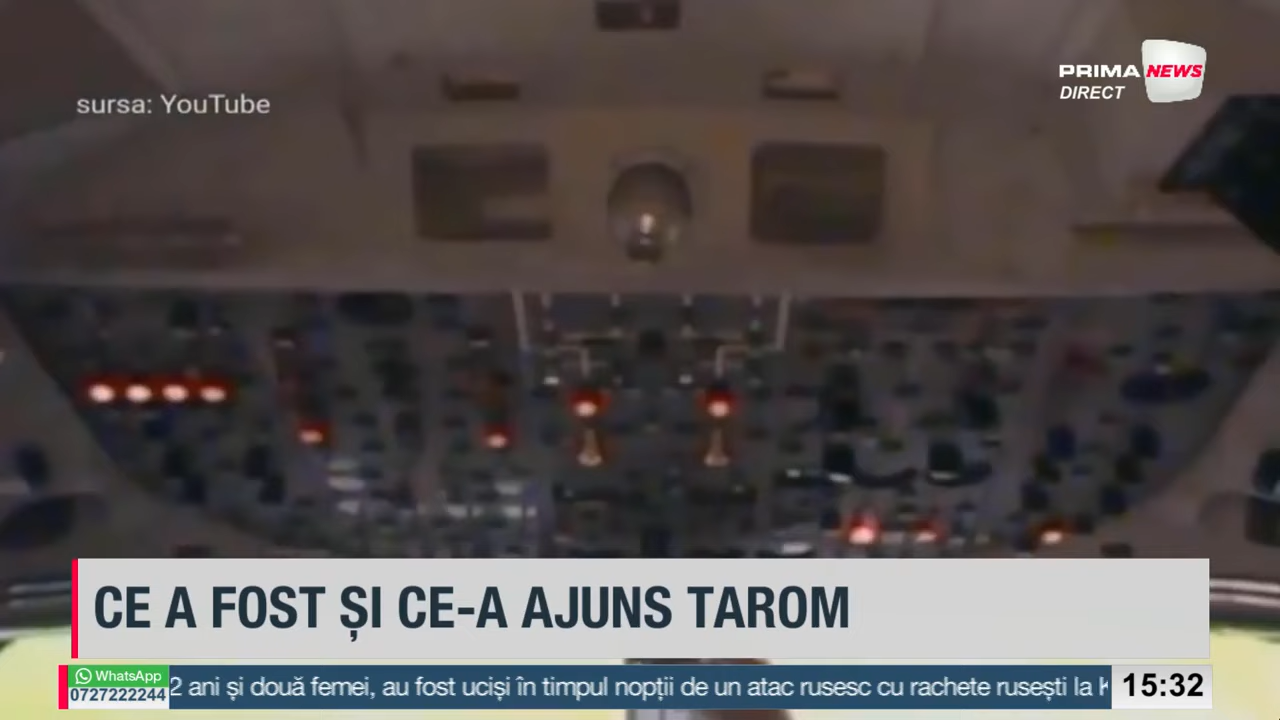 PRIMA NEWS
DIRECT
sursa: YouTube
CE A FOST ȘI CE-A AJUNS TAROM
WhatsApp
0727222244
2 ani și două femei, au fost uciși în timpul nopții de un atac rusesc cu rachete rusești la
15:32